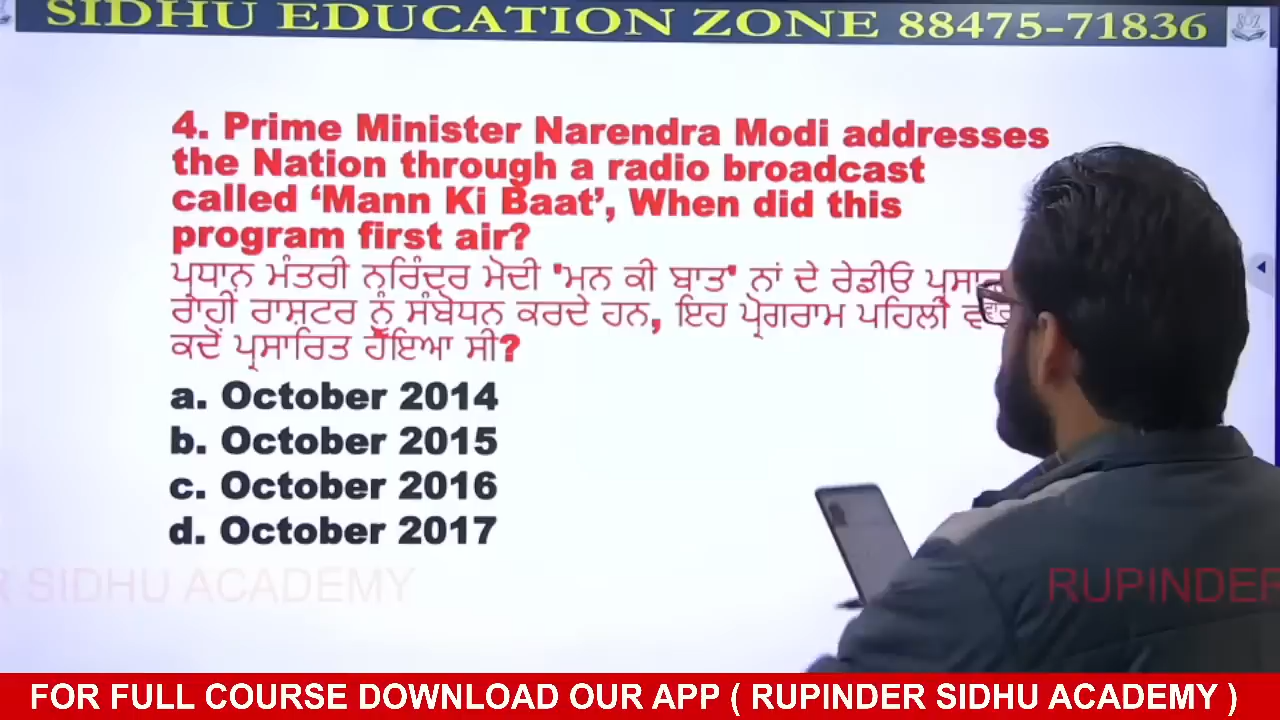 SIDHU EDUCATION ZONE 88475-71836
4. Prime Minister Narendra Modi addresses
the Nation through a radio broadcast
called ‘Mann Ki Baat’, When did this
program first air?
ਪ੍ਰਧਾਨ ਮੰਤਰੀ ਨਰਿੰਦਰ ਮੋਦੀ 'ਮਨ ਕੀ ਬਾਤ' ਨਾਂ ਦੇ ਰੇਡੀਓ
ਰਾਹੀਂ ਰਾਸ਼ਟਰ ਨੂੰ ਸੰਬੋਧਨ ਕਰਦੇ ਹਨ, ਇਹ ਪ੍ਰੋਗਰਾਮ ਪਹਿਲੀ
ਕਦੋਂ ਪ੍ਰਸਾਰਿਤ ਹੋਇਆ ਸੀ?
a. October 2014
b. October 2015
c. October 2016
d. October 2017
R SIDHU ACADEMY RUPINDER
FOR FULL COURSE DOWNLOAD OUR APP ( RUPINDER SIDHU ACADEMY )